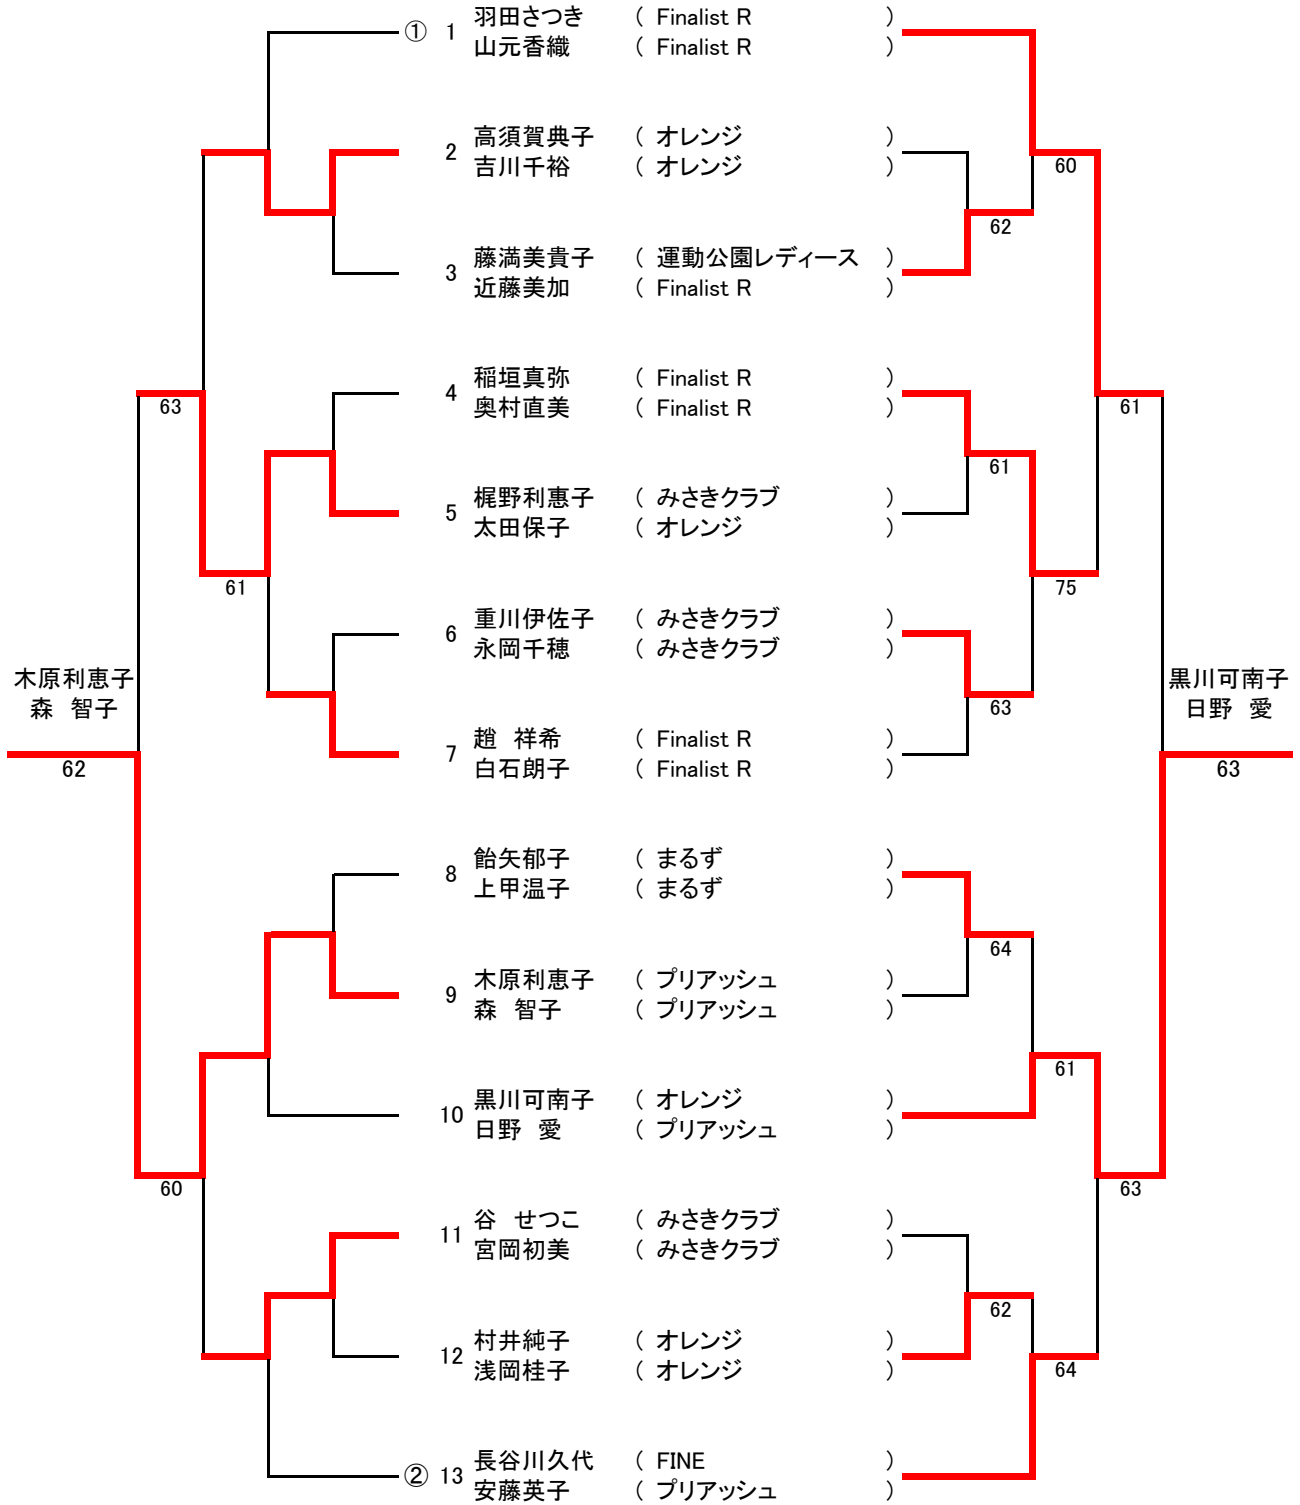 ① 1 羽田さつき ( Finalist R )
山元香織 ( Finalist R )
2 高須賀典子 ( オレンジ )
吉川千裕 ( オレンジ )
60
62
3 藤満美貴子 ( 運動公園レディース )
近藤美加 ( Finalist R )
4 稲垣真弥 ( Finalist R )
奥村直美 ( Finalist R )
63
61
61
5 梶野利惠子 ( みさきクラブ )
太田保子 ( オレンジ )
61
75
6 重川伊佐子 ( みさきクラブ )
永岡千穂 ( みさきクラブ )
木原利恵子
森 智子
62
黒川可南子
日野 愛
63
63
7 趙 祥希 ( Finalist R )
白石朗子 ( Finalist R )
8 飴矢郁子 ( まるず )
上甲温子 ( まるず )
64
9 木原利恵子 ( プリアッシュ )
森 智子 ( プリアッシュ )
61
10 黒川可南子 ( オレンジ )
日野 愛 ( プリアッシュ )
60
63
11 谷 せつこ ( みさきクラブ )
宮岡初美 ( みさきクラブ )
62
12 村井純子 ( オレンジ )
浅岡桂子 ( オレンジ )
64
② 13 長谷川久代 ( FINE )
安藤英子 ( プリアッシュ )